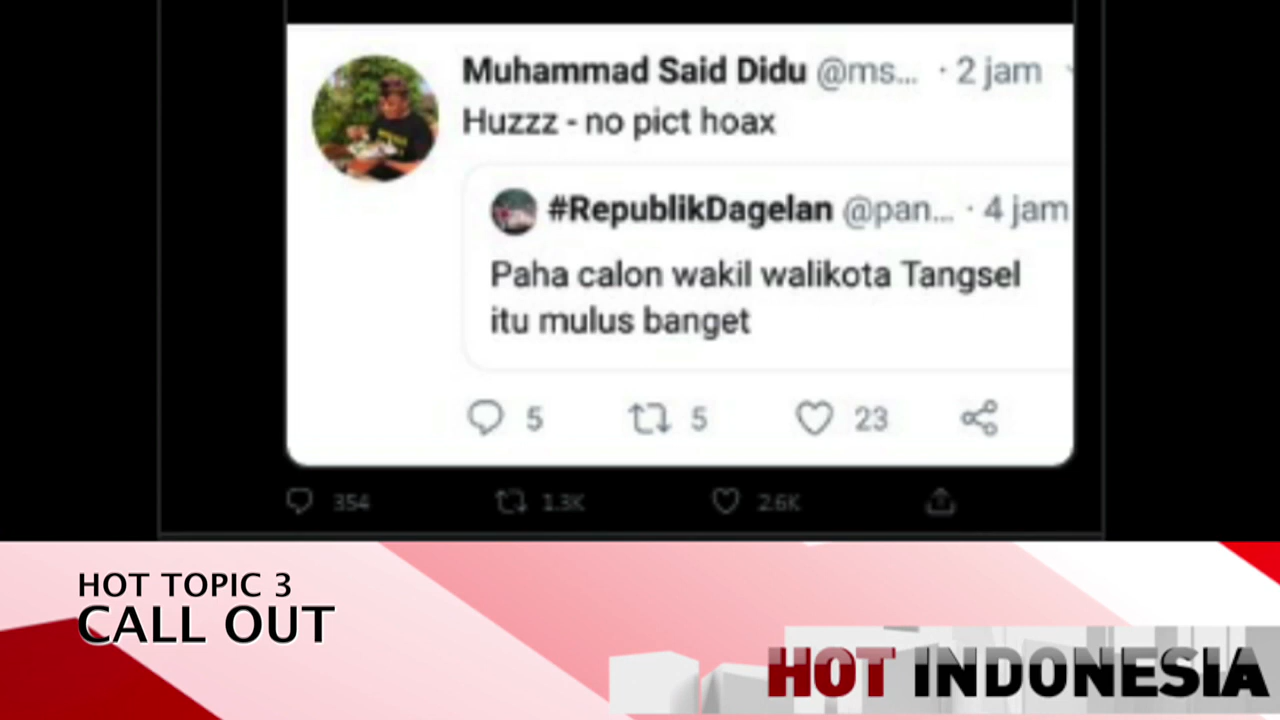 Muhammad Said Didu @ms... · 2 jam
Huzzz - no pict hoax
#RepublikDagelan @pan... · 4 jam
Paha calon wakil walikota Tangsel
itu mulus banget
5 5 23
354 1.3K 2.6K
HOT TOPIC 3
CALL OUT
HOT INDONESIA